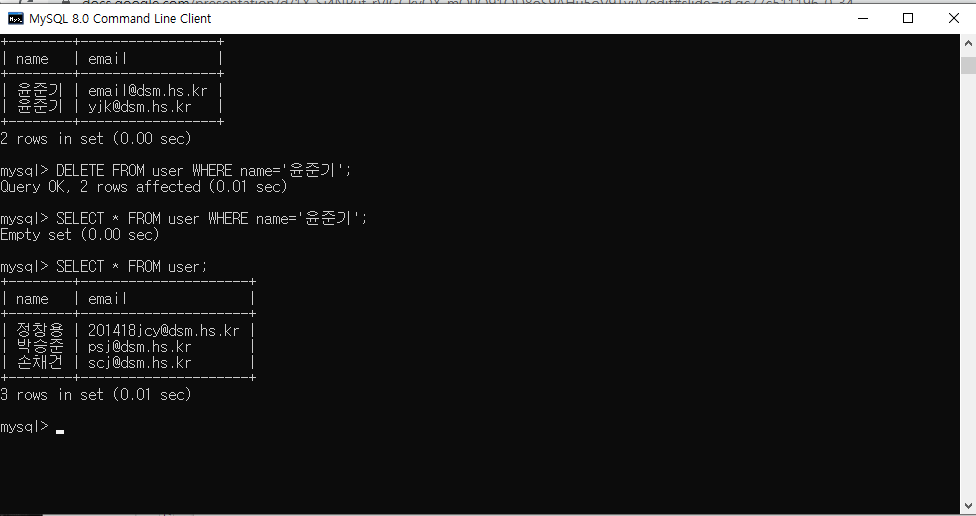 MySQL 8.0 Command Line Client
+--------+-----------------+
| name   | email           |
+--------+-----------------+
| 윤준기 | email@dsm.hs.kr |
| 윤준기 | yjk@dsm.hs.kr   |
+--------+-----------------+
2 rows in set (0.00 sec)
mysql> DELETE FROM user WHERE name='윤준기';
Query OK, 2 rows affected (0.01 sec)
mysql> SELECT * FROM user WHERE name='윤준기';
Empty set (0.00 sec)
mysql> SELECT * FROM user;
+--------+---------------------+
| name   | email               |
+--------+---------------------+
| 정창용 | 201418jcy@dsm.hs.kr |
| 박승준 | psj@dsm.hs.kr       |
| 손채건 | scj@dsm.hs.kr       |
+--------+---------------------+
3 rows in set (0.01 sec)
mysql>